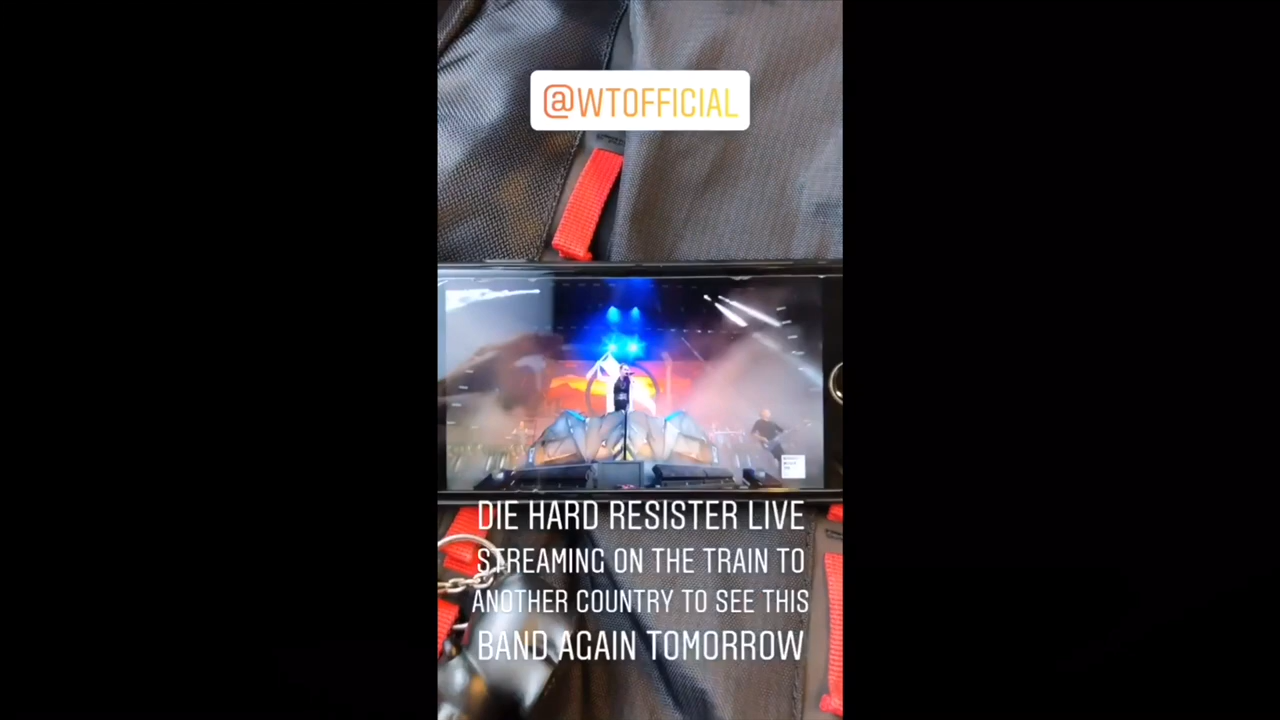 @WTOFFICIAL
DIE HARD RESISTER LIVE
STREAMING ON THE TRAIN TO
ANOTHER COUNTRY TO SEE THIS
BAND AGAIN TOMORROW